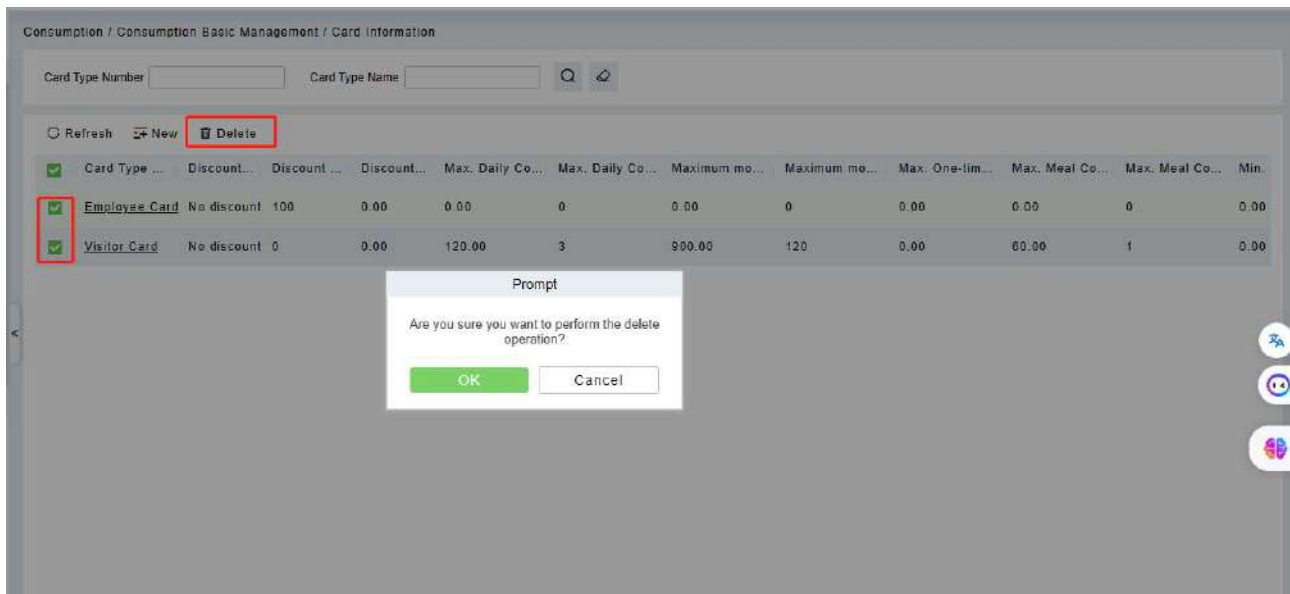 Consumption / Consumption Basic Management / Card Information
Card Type Number Card Type Name
Refresh New Delete
Card Type ... Discount... Discount ... Discount... Max. Daily Co... Max. Daily Co... Maximum mo... Maximum mo... Max. One-tim... Max. Meal Co... Max. Meal Co... Min.
Employee Card No discount 100 0.00 0.00 0 0.00 0 0.00 0.00 0 0.00
Visitor Card No discount 0 0.00 120.00 3 900.00 120 0.00 60.00 1 0.00
Prompt
Are you sure you want to perform the delete
operation?
OK Cancel